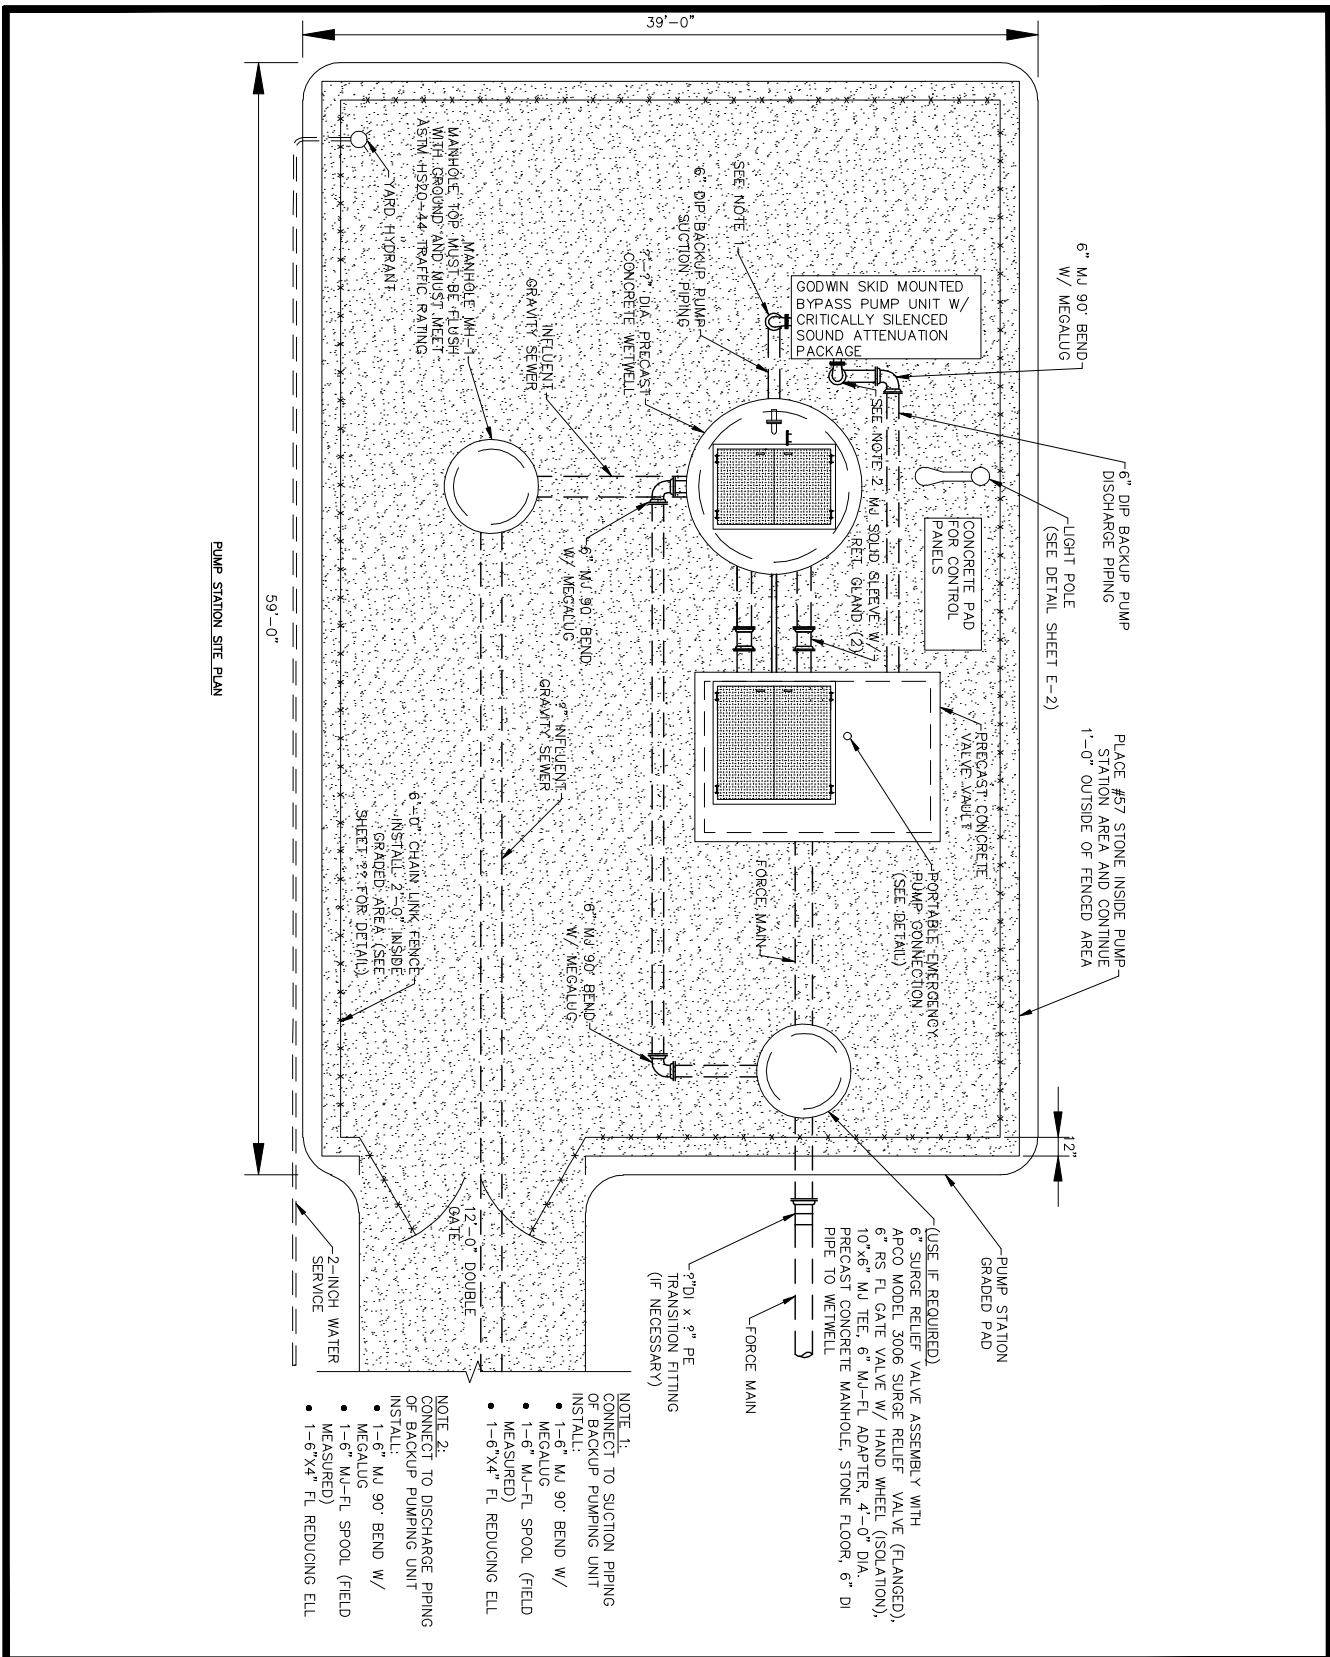 39'-0"
59'-0"
12"
6" MJ 90° BEND
W/ MEGALUG
6" DIP BACKUP PUMP
DISCHARGE PIPING
LIGHT POLE
(SEE DETAIL SHEET E-2)
PLACE #57 STONE INSIDE PUMP
STATION AREA AND CONTINUE
1'-0" OUTSIDE OF FENCED AREA
SEE NOTE 1
6" DIP BACKUP PUMP
SUCTION PIPING
GODWIN SKID MOUNTED
BYPASS PUMP UNIT W/
CRITICALLY SILENCED
SOUND ATTENUATION
PACKAGE
SEE NOTE 2
MJ SOLID SLEEVE W/
RET. GLAND (2)
CONCRETE PAD
FOR CONTROL
PANELS
PRECAST CONCRETE
VALVE VAULT
PORTABLE EMERGENCY
PUMP CONNECTION
(SEE DETAIL)
FORCE MAIN
?'-?" DIA. PRECAST
CONCRETE WETWELL
INFLUENT
GRAVITY SEWER
MANHOLE MH-1
MANHOLE TOP MUST BE FLUSH
WITH GROUND AND MUST MEET
ASTM HS20-44 TRAFFIC RATING
YARD HYDRANT
6" MJ 90° BEND
W/ MEGALUG
?" INFLUENT
GRAVITY SEWER
6" MJ 90° BEND
W/ MEGALUG
6'-0" CHAIN LINK FENCE
INSTALL 2'-0" INSIDE
GRADED AREA (SEE
SHEET ?? FOR DETAIL)
12'-0" DOUBLE
GATE
2-INCH WATER
SERVICE
PUMP STATION
GRADED PAD
(USE IF REQUIRED)
6" SURGE RELIEF VALVE ASSEMBLY WITH
APCO MODEL 3006 SURGE RELIEF VALVE (FLANGED),
6" RS FL GATE VALVE W/ HAND WHEEL (ISOLATION),
10"x6" MJ TEE, 6" MJ-FL ADAPTER, 4'-0" DIA.
PRECAST CONCRETE MANHOLE, STONE FLOOR, 6" DI
PIPE TO WETWELL
FORCE MAIN
?"DI x ?" PE
TRANSITION FITTING
(IF NECESSARY)
NOTE 1:
CONNECT TO SUCTION PIPING
OF BACKUP PUMPING UNIT
INSTALL:
• 1-6" MJ 90° BEND W/
MEGALUG
• 1-6" MJ-FL SPOOL (FIELD
MEASURED)
• 1-6"X4" FL REDUCING ELL
NOTE 2:
CONNECT TO DISCHARGE PIPING
OF BACKUP PUMPING UNIT
INSTALL:
• 1-6" MJ 90° BEND W/
MEGALUG
• 1-6" MJ-FL SPOOL (FIELD
MEASURED)
• 1-6"X4" FL REDUCING ELL
PUMP STATION SITE PLAN